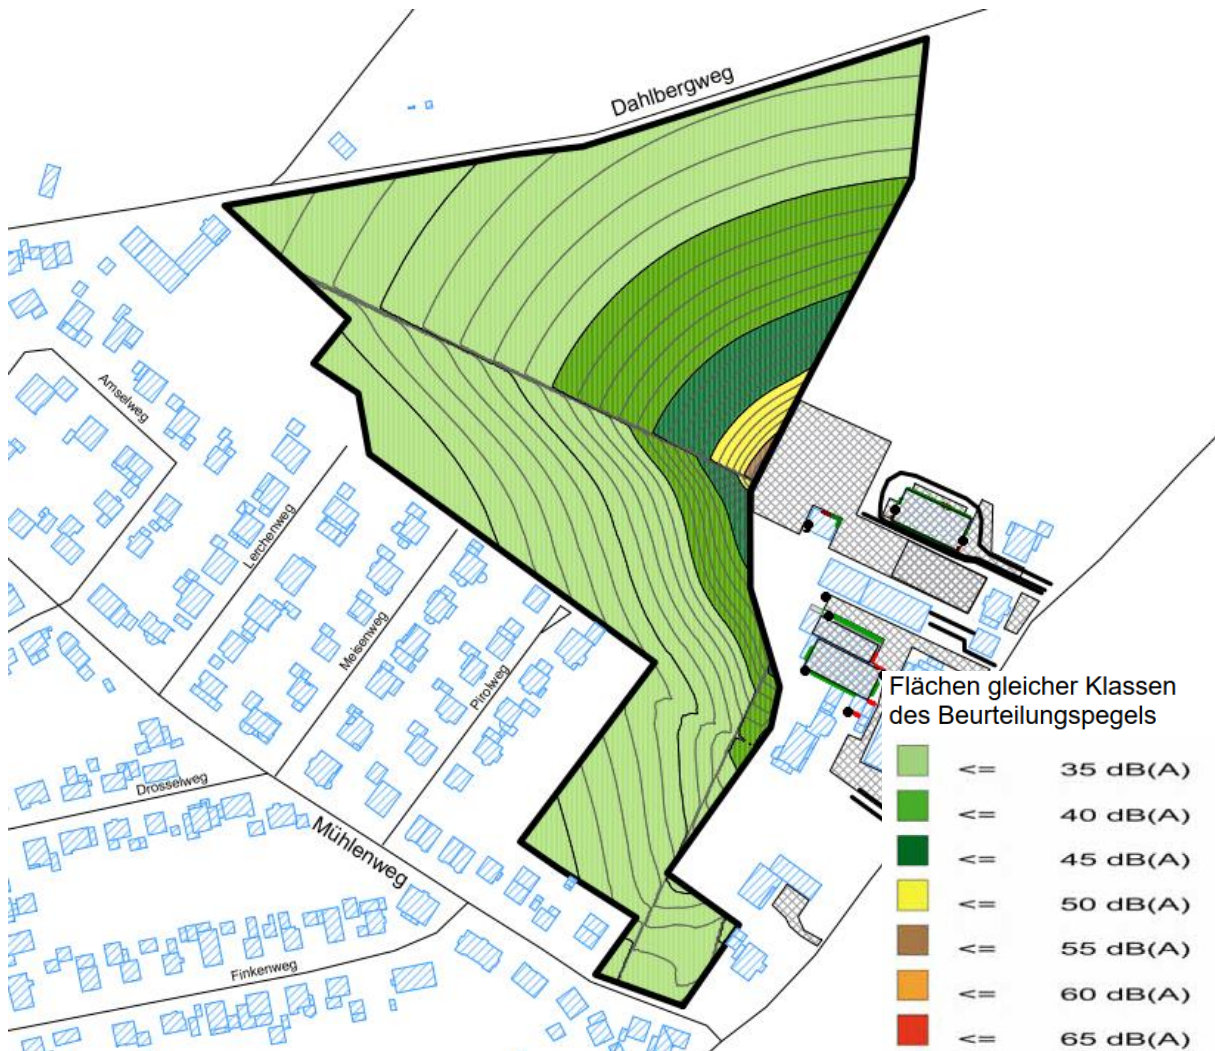 Dahlbergweg
Amselweg
Lerchenweg
Meisenweg
Pirolweg
Drosselweg
Mühlenweg
Finkenweg
Flächen gleicher Klassen
des Beurteilungspegels
<= 35 dB(A)
<= 40 dB(A)
<= 45 dB(A)
<= 50 dB(A)
<= 55 dB(A)
<= 60 dB(A)
<= 65 dB(A)